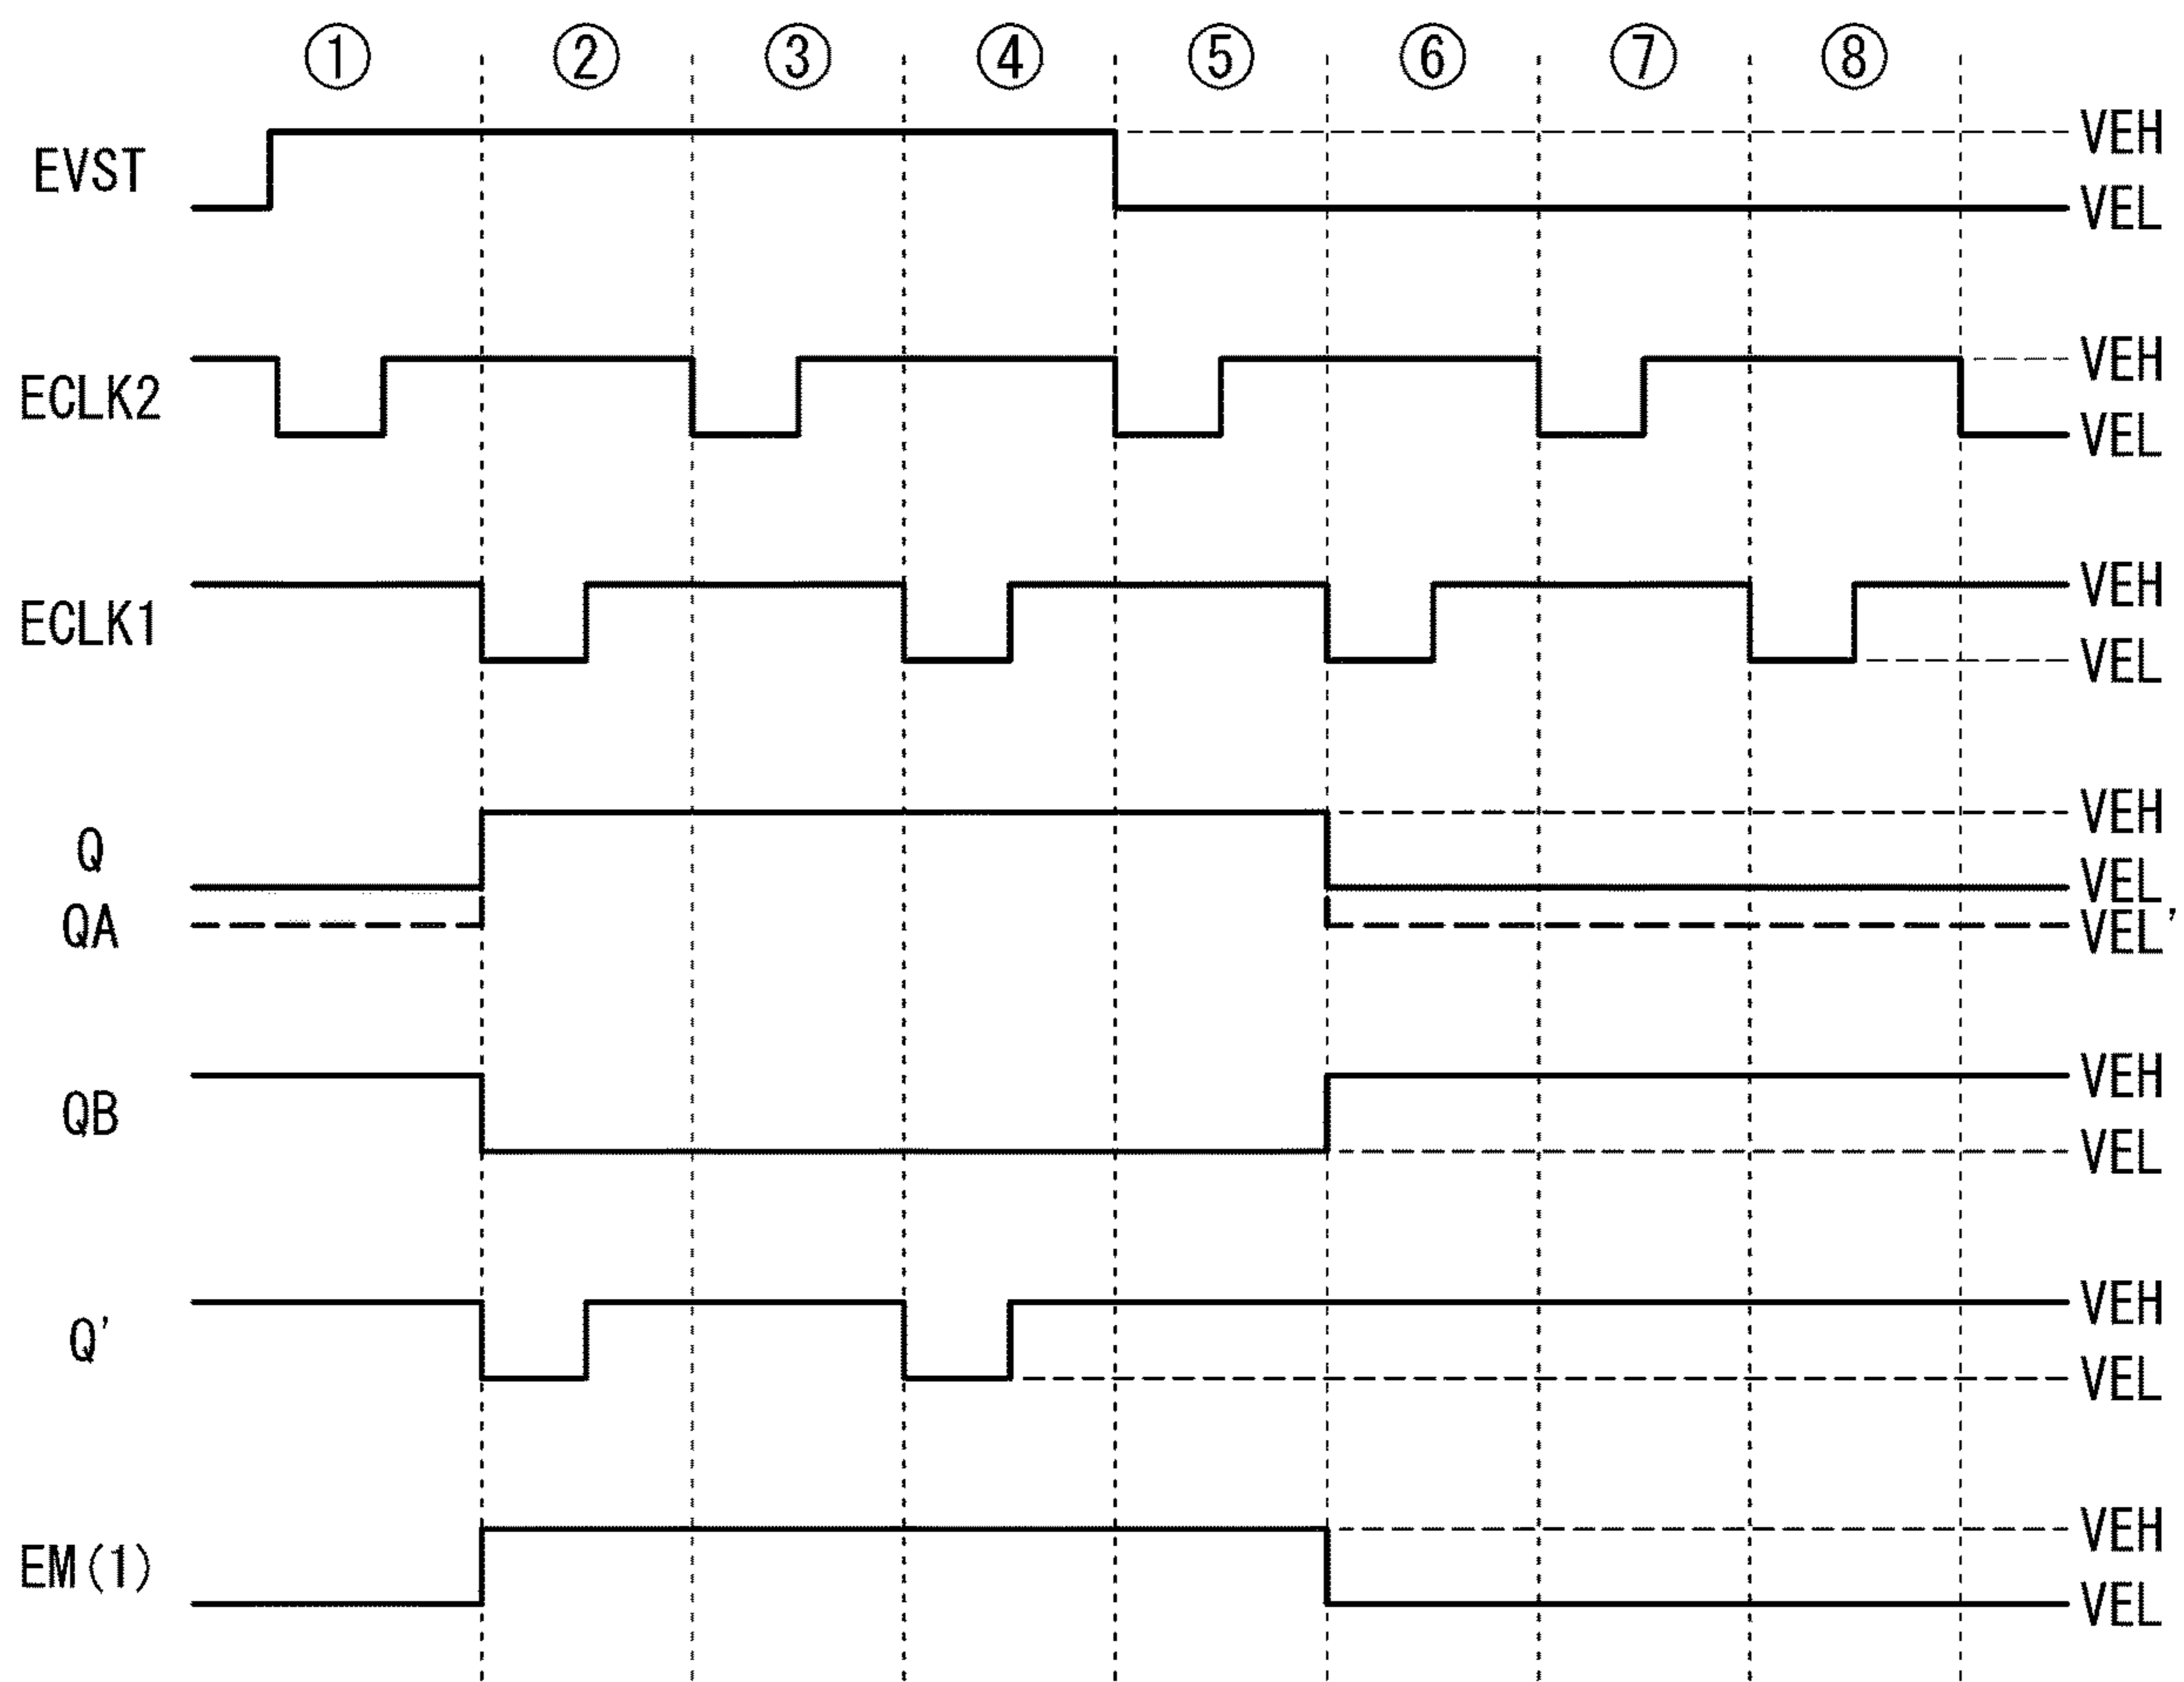 ① ② ③ ④ ⑤ ⑥ ⑦ ⑧
EVST VEH
VEL
ECLK2 VEH
VEL
ECLK1 VEH
VEL
Q VEH
VEL
QA VEL'
QB VEH
VEL
Q' VEH
VEL
EM(1) VEH
VEL